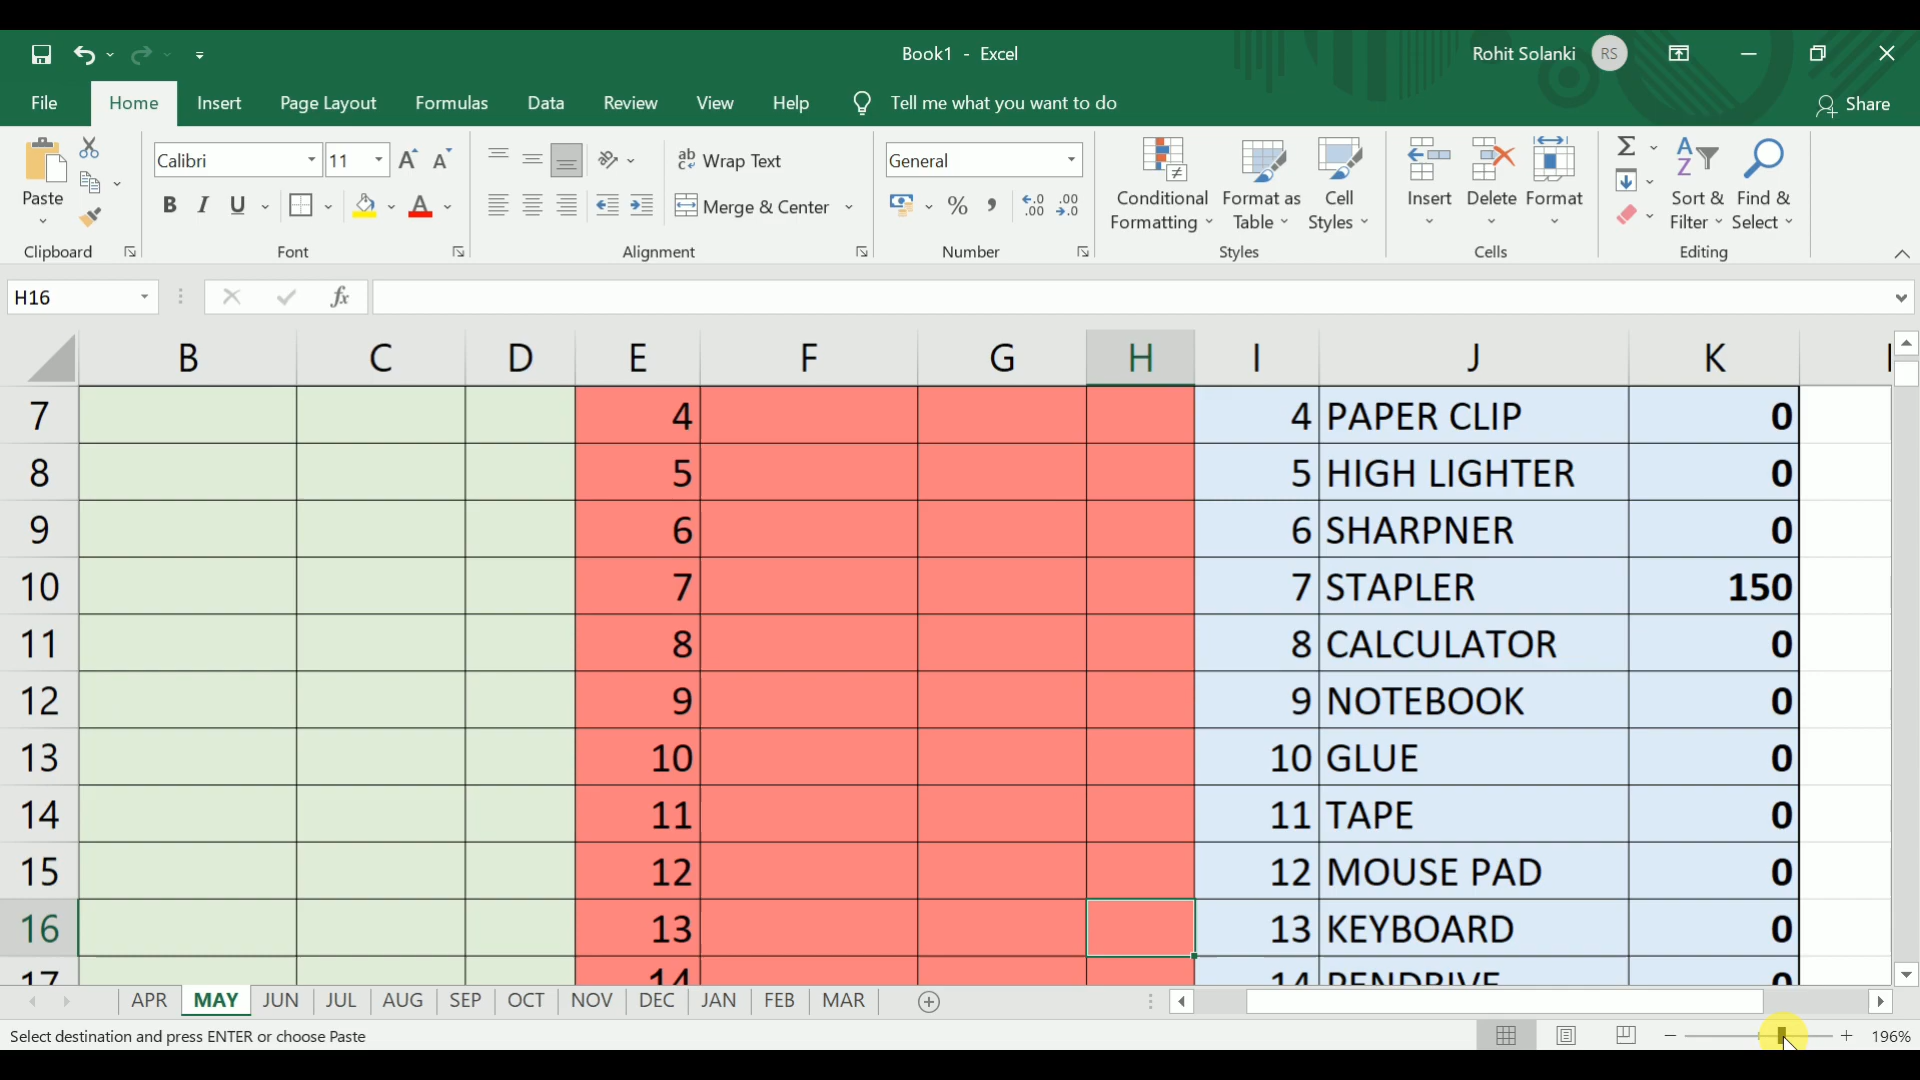 Book1 - Excel
Rohit Solanki RS
File Home Insert Page Layout Formulas Data Review View Help Tell me what you want to do Share
Paste
Calibri 11
B I U
ab Wrap Text
Merge & Center
General
% ,
Conditional Formatting
Format as Table
Cell Styles
Insert Delete Format
Sort & Filter
Find & Select
Clipboard Font Alignment Number Styles Cells Editing
H16 fx
B C D E F G H I J K
7 4 4 PAPER CLIP 0
8 5 5 HIGH LIGHTER 0
9 6 6 SHARPNER 0
10 7 7 STAPLER 150
11 8 8 CALCULATOR 0
12 9 9 NOTEBOOK 0
13 10 10 GLUE 0
14 11 11 TAPE 0
15 12 12 MOUSE PAD 0
16 13 13 KEYBOARD 0
17 14 14 PENDRIVE 0
APR MAY JUN JUL AUG SEP OCT NOV DEC JAN FEB MAR
Select destination and press ENTER or choose Paste 196%